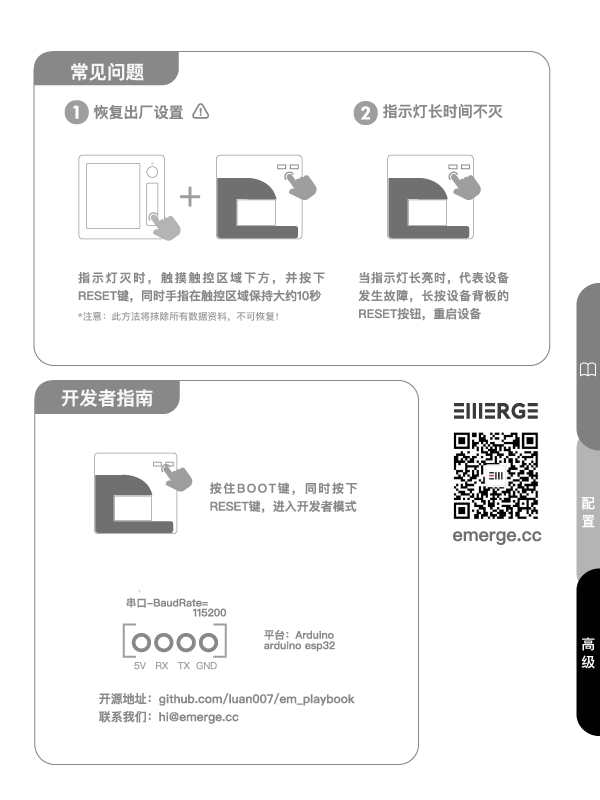 常见问题
1 恢复出厂设置
2 指示灯长时间不灭
指示灯灭时，触摸触控区域下方，并按下
RESET键，同时手指在触控区域保持大约10秒
*注意：此方法将抹除所有数据资料，不可恢复！
当指示灯长亮时，代表设备
发生故障，长按设备背板的
RESET按钮，重启设备
开发者指南
按住BOOT键，同时按下
RESET键，进入开发者模式
串口-BaudRate=
115200
5V RX TX GND
平台：Arduino
arduino esp32
开源地址：github.com/luan007/em_playbook
联系我们：hi@emerge.cc
EMERGE
EM
emerge.cc
配置
高级